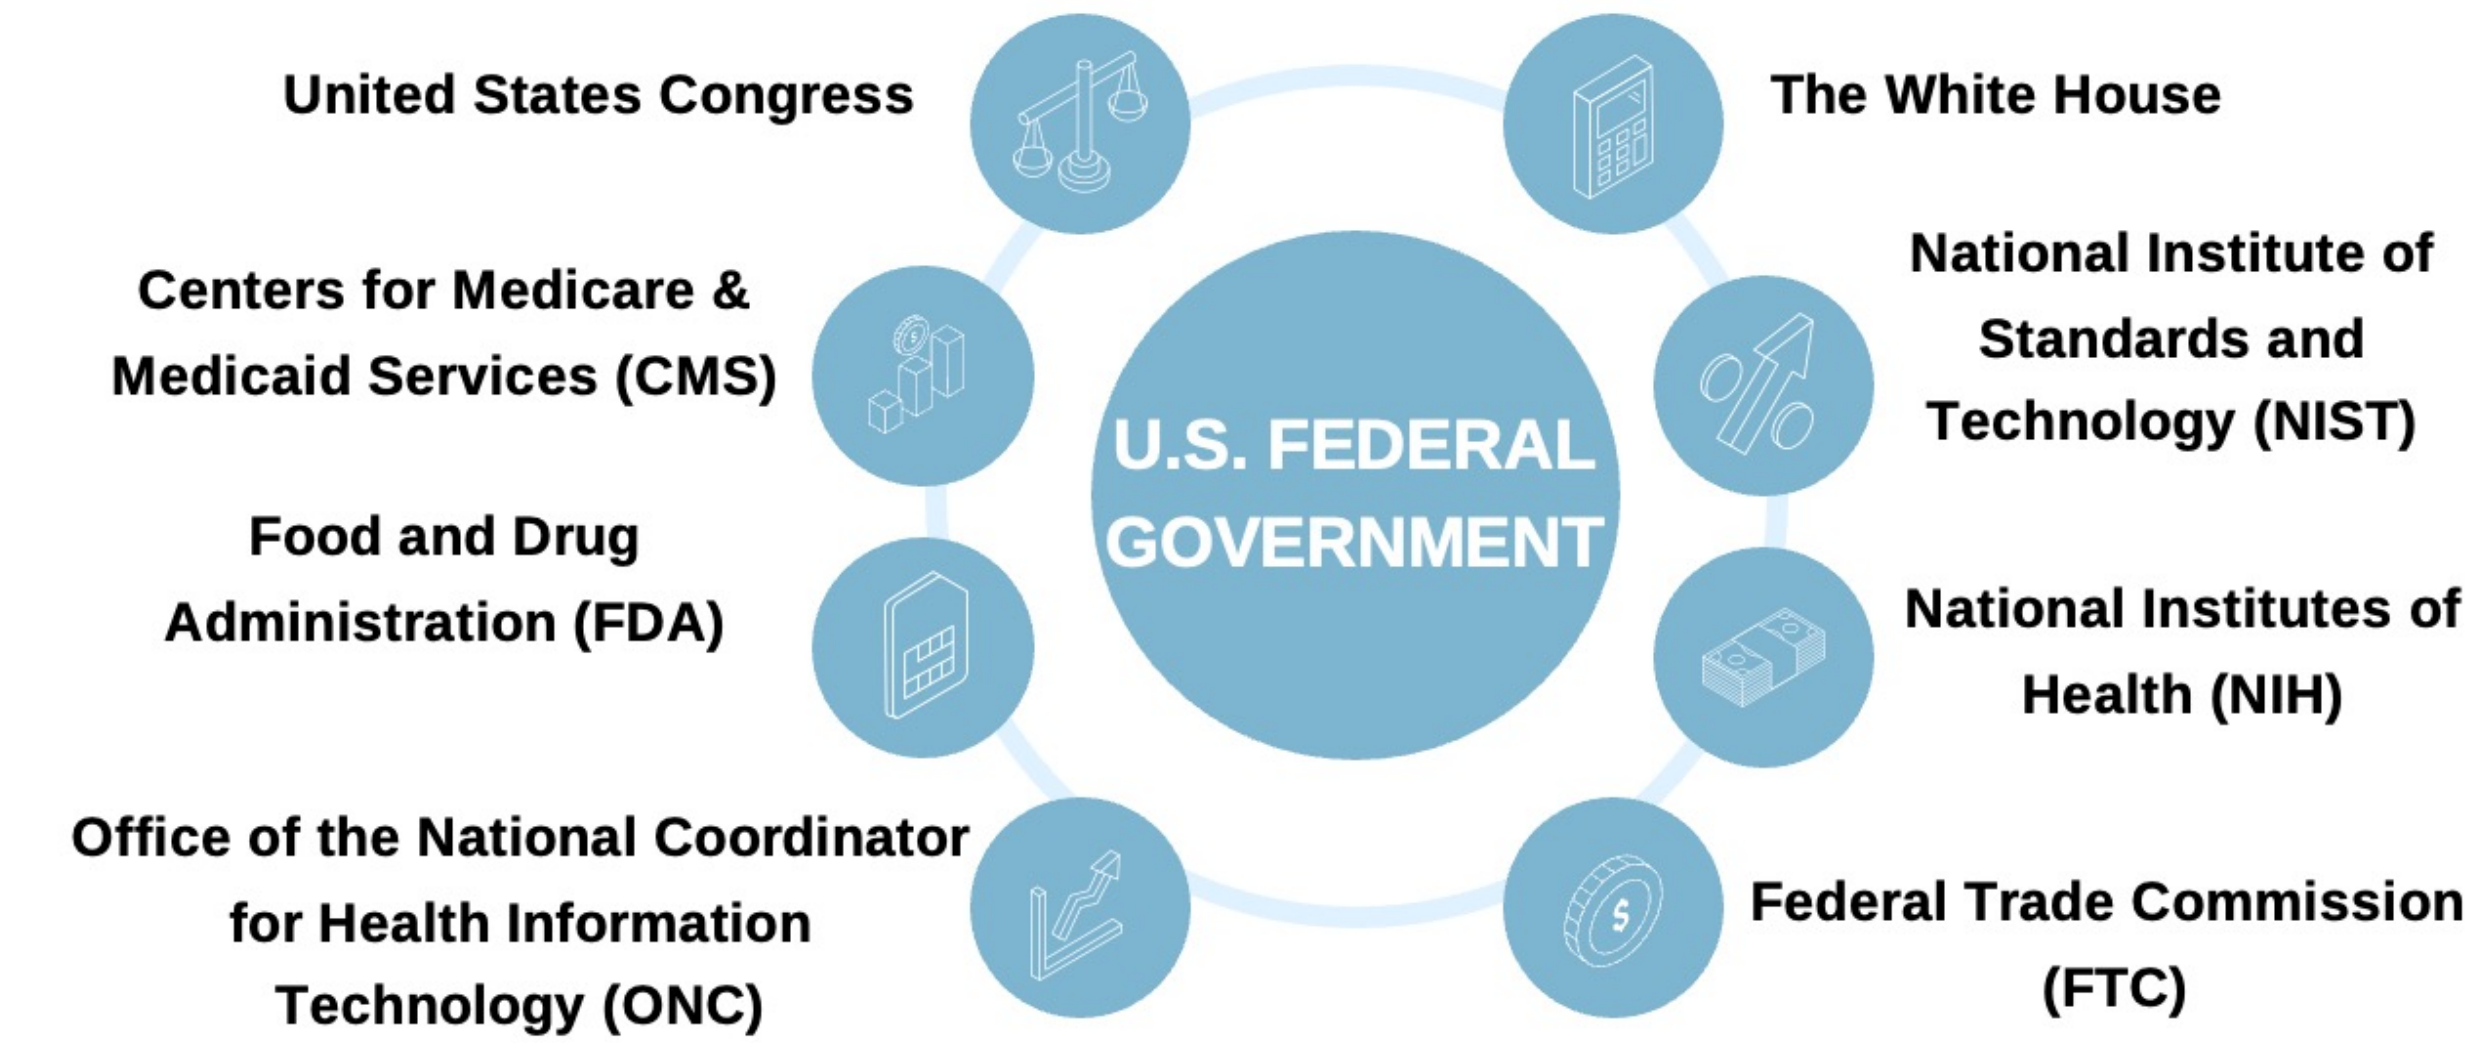 United States Congress
Centers for Medicare &
Medicaid Services (CMS)
Food and Drug
Administration (FDA)
Office of the National Coordinator
for Health Information
Technology (ONC)
U.S. FEDERAL
GOVERNMENT
The White House
National Institute of
Standards and
Technology (NIST)
National Institutes of
Health (NIH)
Federal Trade Commission
(FTC)
$
$